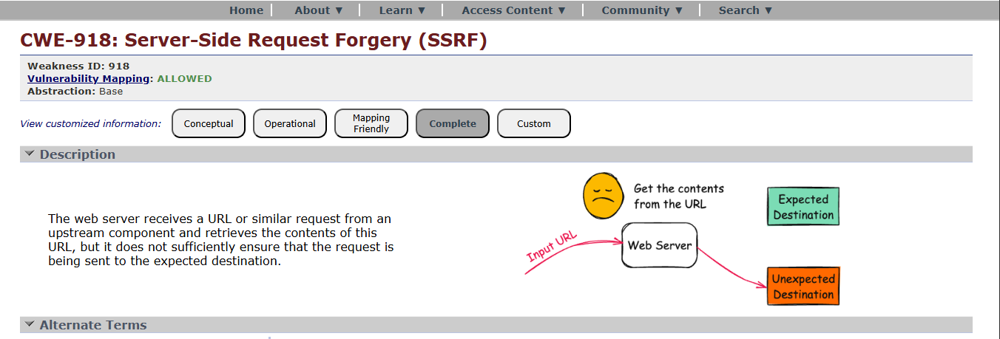 Home About ▼ Learn ▼ Access Content ▼ Community ▼ Search ▼
CWE-918: Server-Side Request Forgery (SSRF)
Weakness ID: 918
Vulnerability Mapping: ALLOWED
Abstraction: Base
View customized information:
Conceptual
Operational
Mapping
Friendly
Complete
Custom
Description
The web server receives a URL or similar request from an
upstream component and retrieves the contents of this
URL, but it does not sufficiently ensure that the request is
being sent to the expected destination.
Get the contents
from the URL
Input URL
Web Server
Expected
Destination
Unexpected
Destination
Alternate Terms